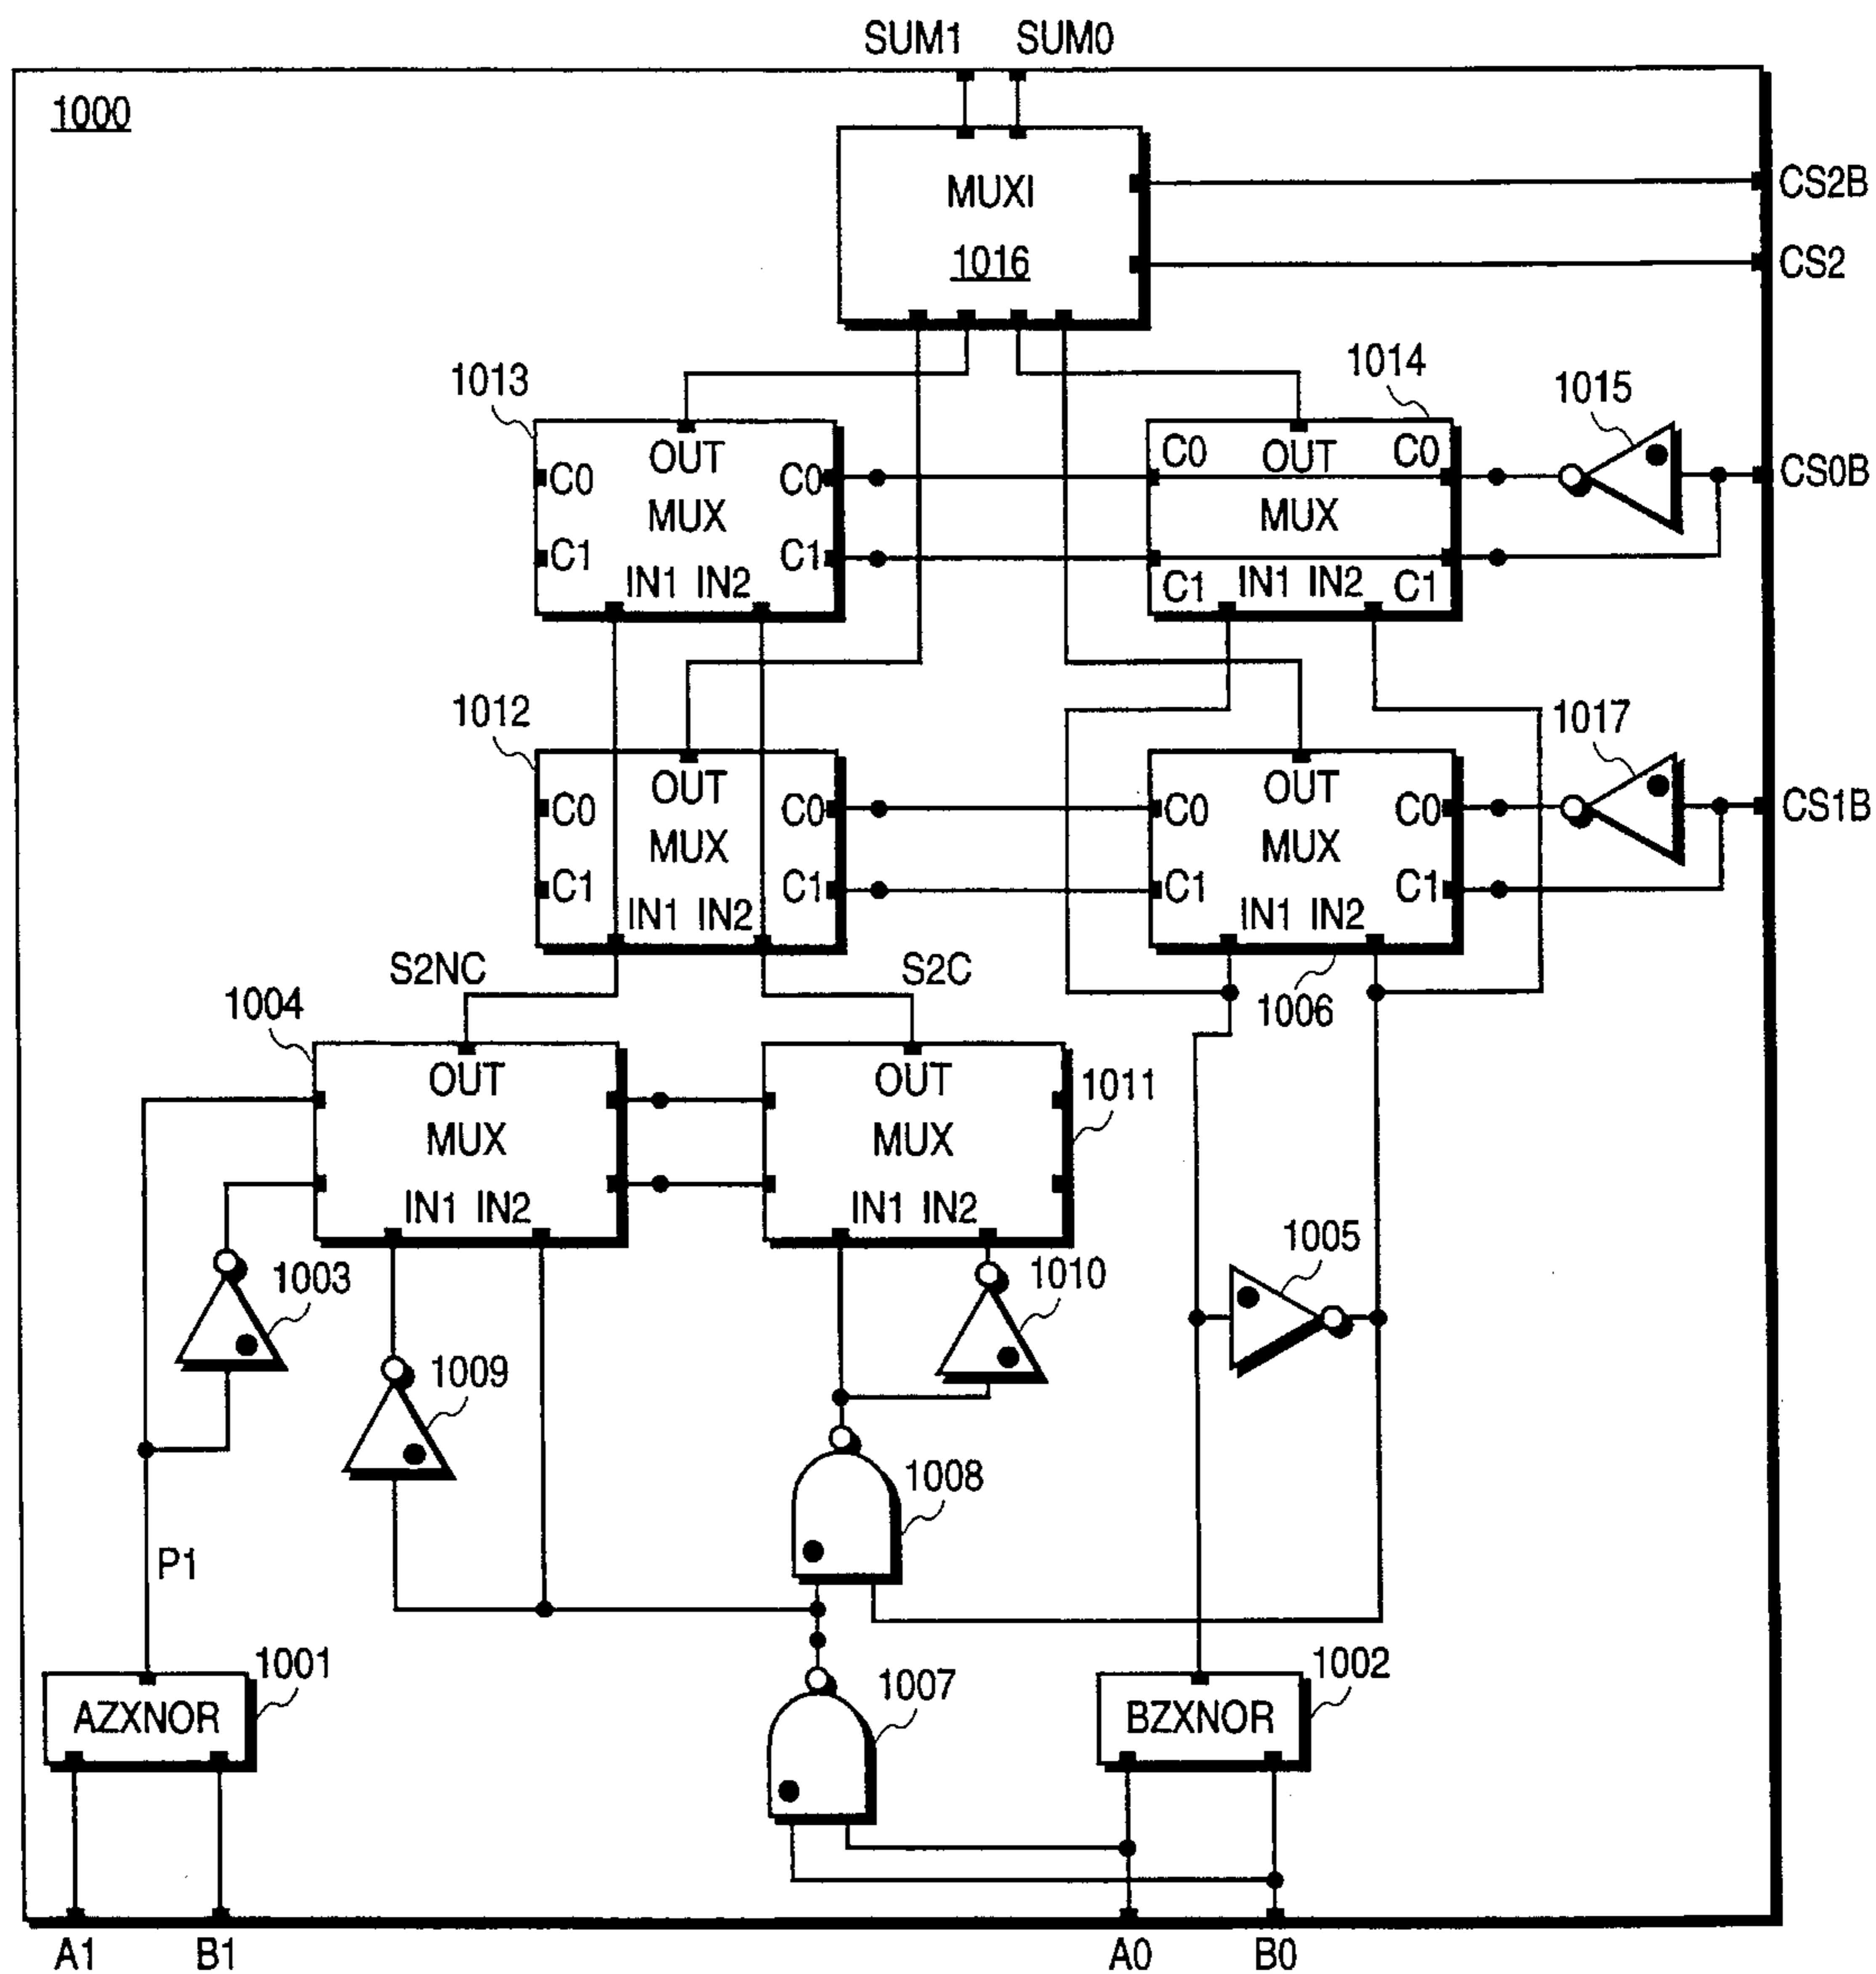 SUM1 SUM0
1000
MUXI
1016
CS2B
CS2
1013
1014
1015
OUT
C0 C0
MUX
C1 C1
IN1 IN2
C0 OUT C0
MUX
C1 IN1 IN2 C1
CS0B
1012
1017
OUT
C0 C0
MUX
C1 C1
IN1 IN2
OUT
C0 C0
MUX
C1 C1
IN1 IN2
CS1B
S2NC
S2C
1006
1004
OUT
MUX
IN1 IN2
OUT
MUX
IN1 IN2
1011
1003
1010
1005
1009
1008
P1
1001
AZXNOR
1007
1002
BZXNOR
A1 B1 A0 B0